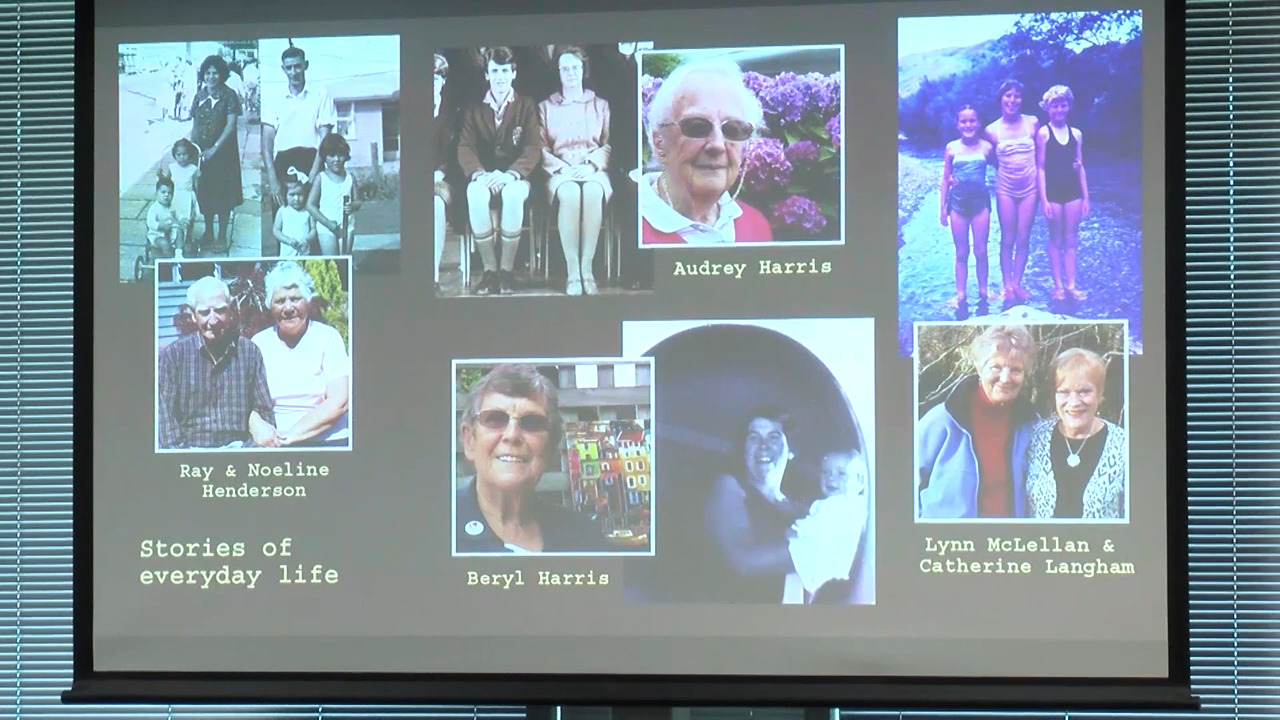 Audrey Harris
Ray & Noeline
Henderson
Stories of
everyday life
Beryl Harris
Lynn McLellan &
Catherine Langham